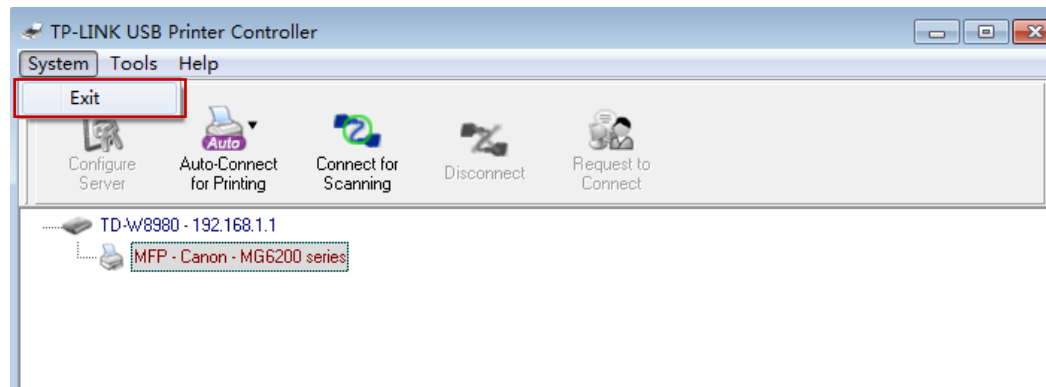 TP-LINK USB Printer Controller
System Tools Help
Exit
Auto
Configure Server
Auto-Connect for Printing
Connect for Scanning
Disconnect
Request to Connect
TD-W8980 - 192.168.1.1
MFP - Canon - MG6200 series